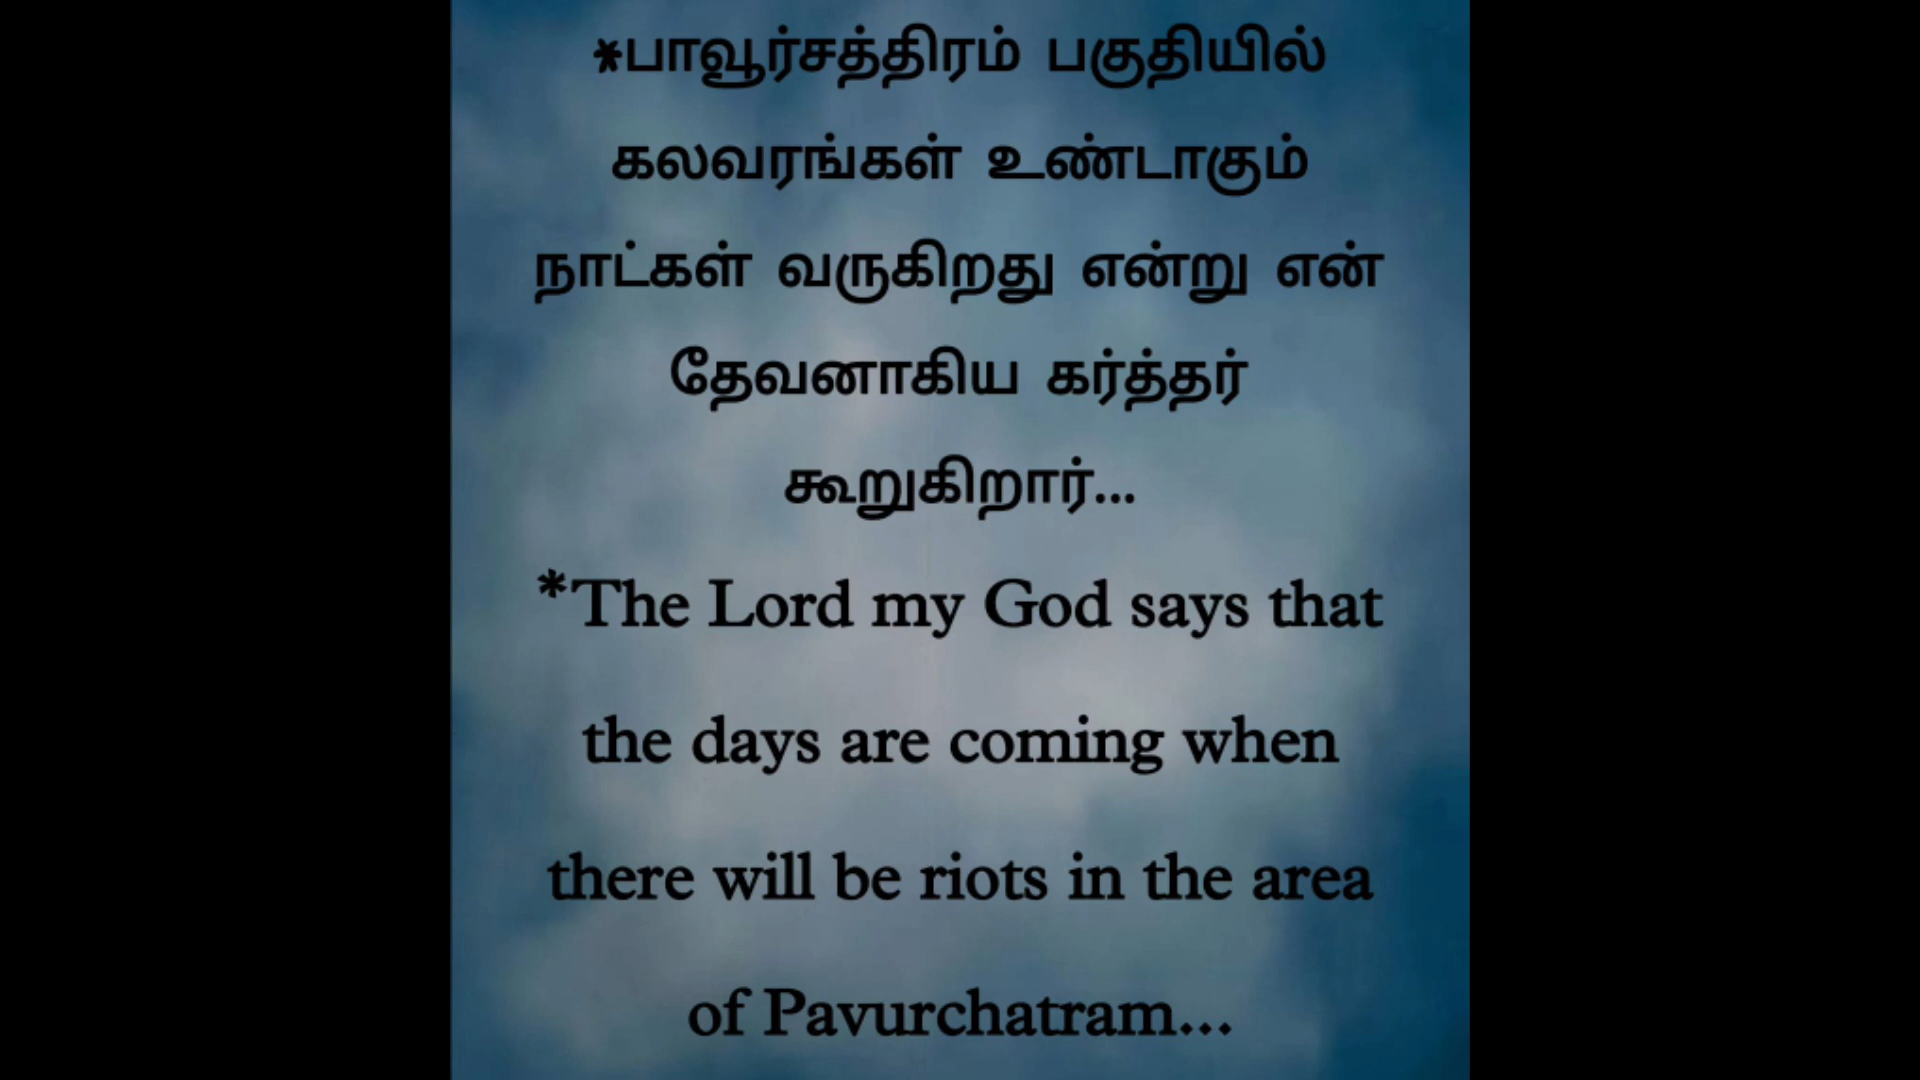 *பாவூர்சத்திரம் பகுதியில்
கலவரங்கள் உண்டாகும்
நாட்கள் வருகிறது என்று என்
தேவனாகிய கர்த்தர்
கூறுகிறார்...
*The Lord my God says that
the days are coming when
there will be riots in the area
of Pavurchatram...